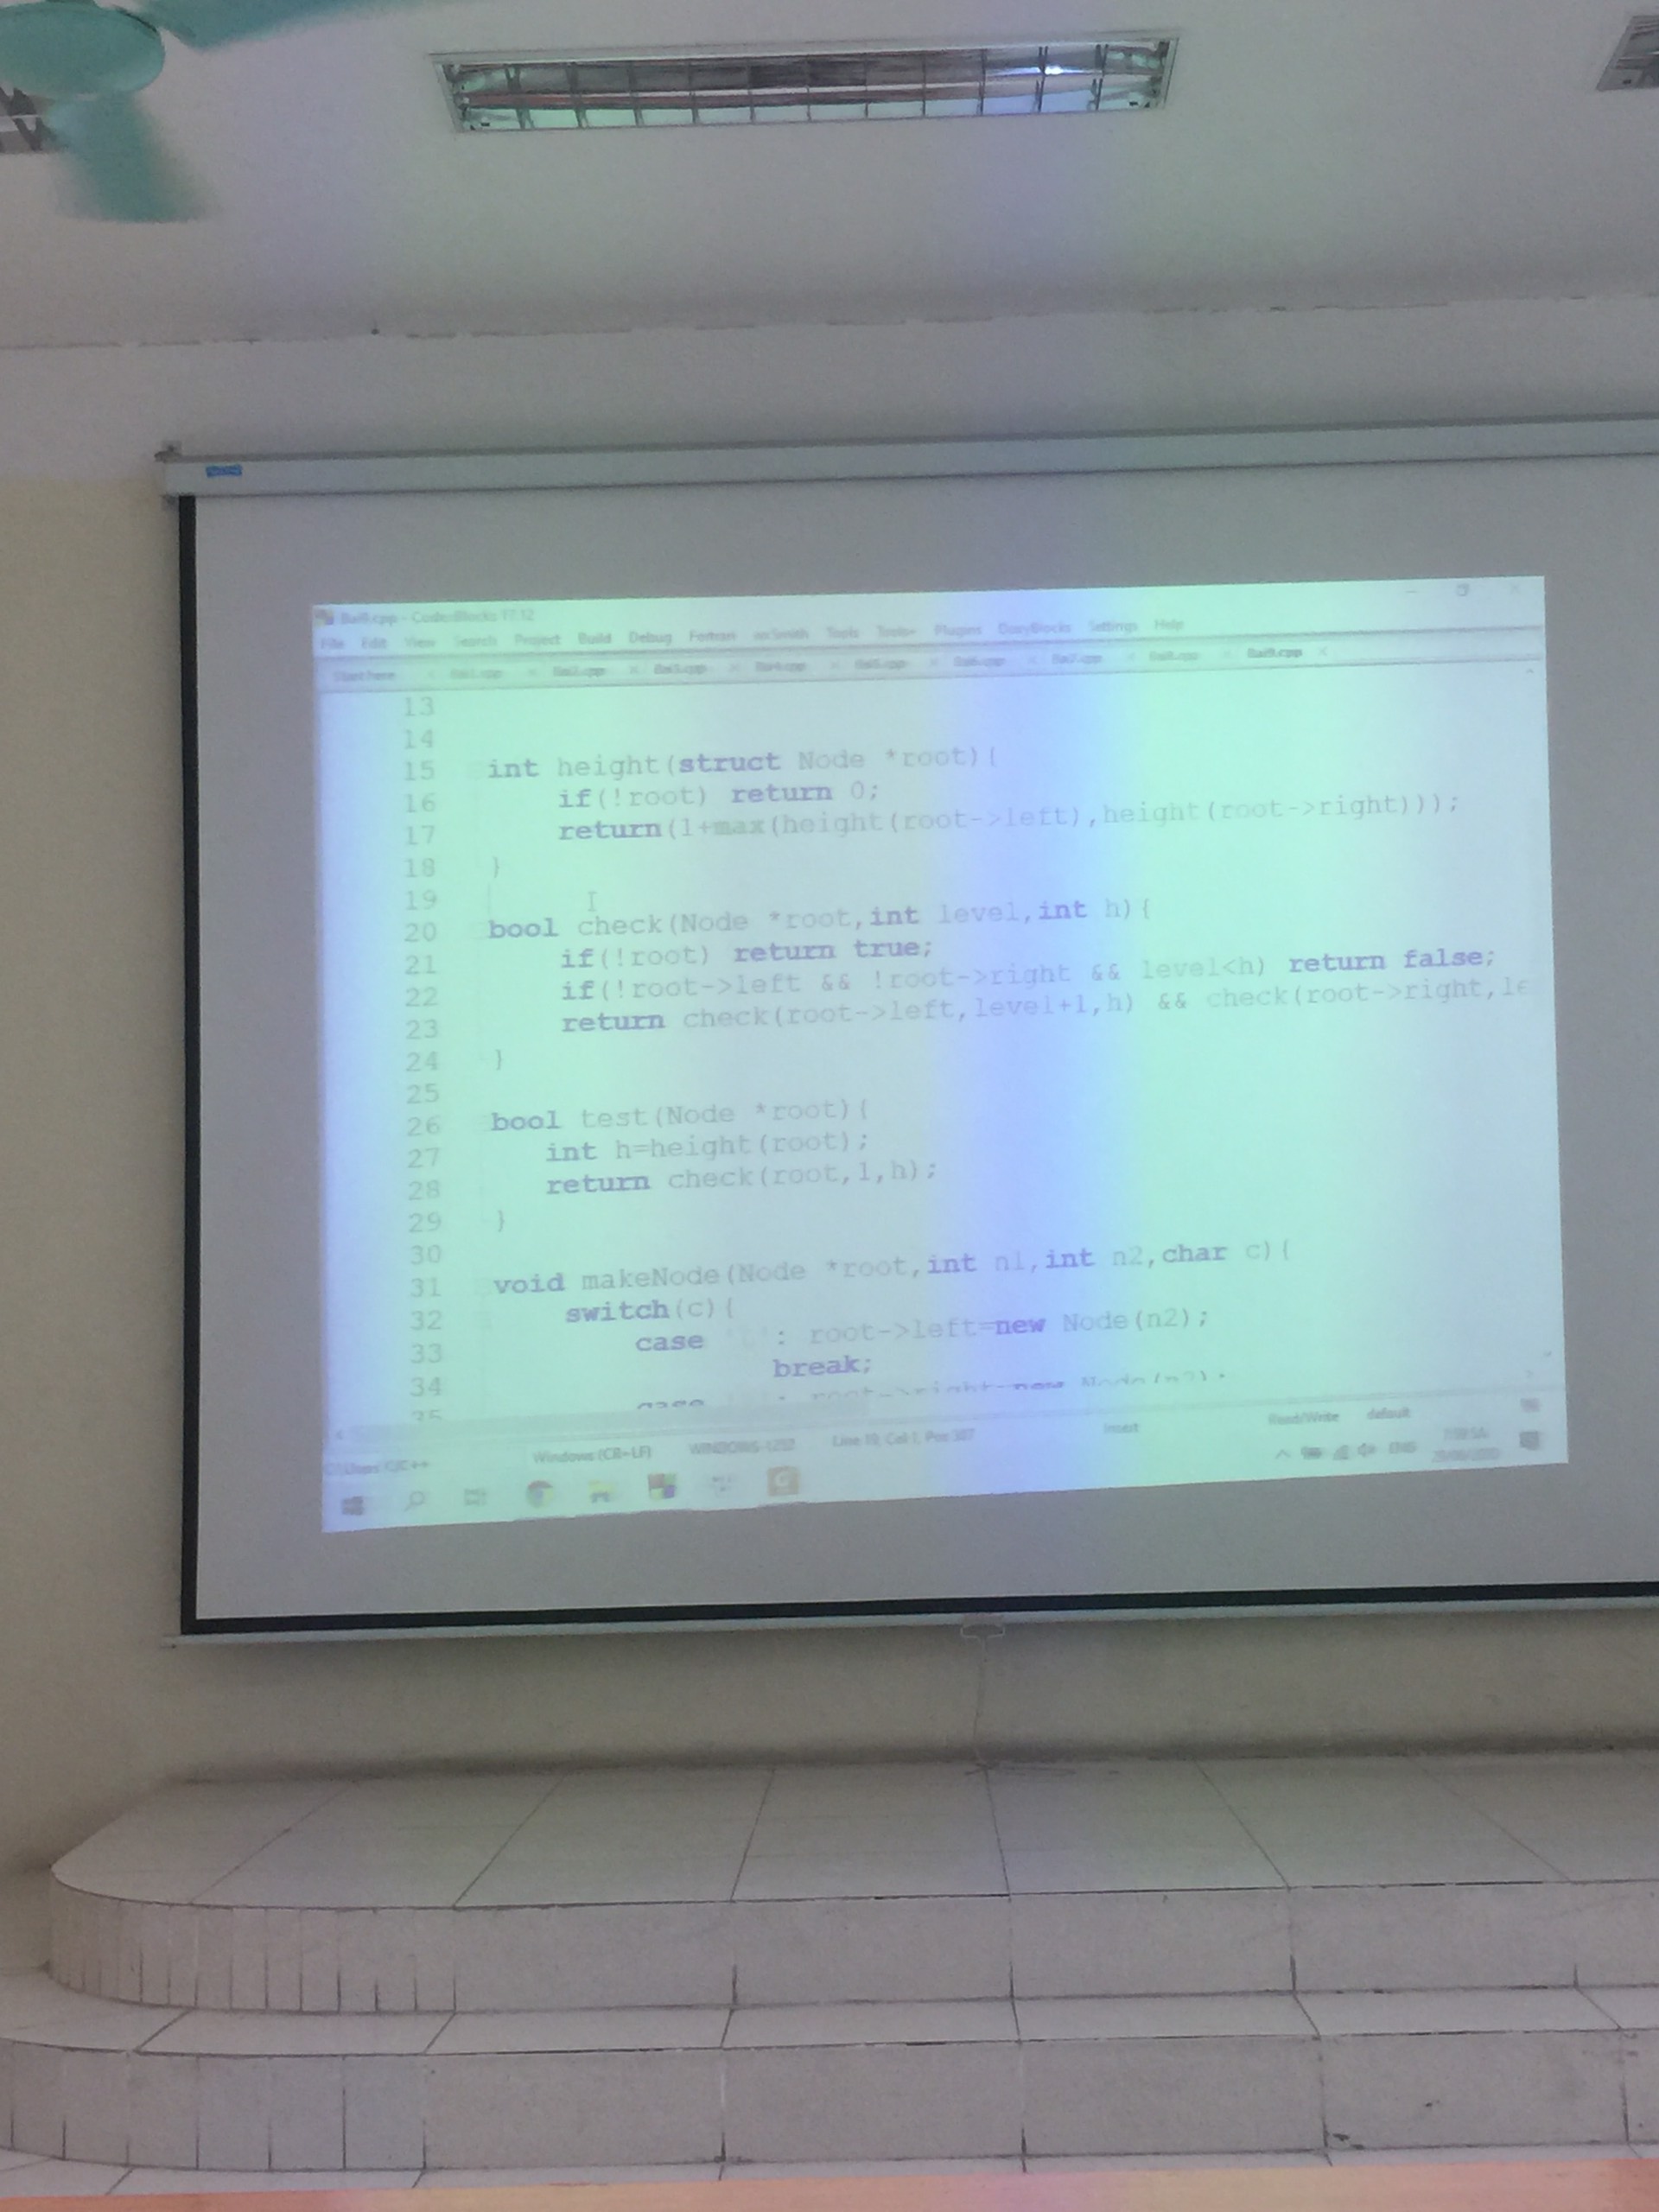 Bai9.cpp - Code::Blocks 17.12
File Edit View Search Project Build Debug Fortran wxSmith Tools Tools+ Plugins DoxyBlocks Settings Help
Start here Bai1.cpp Bai2.cpp Bai3.cpp Bai4.cpp Bai5.cpp Bai6.cpp Bai7.cpp Bai8.cpp Bai9.cpp
13
14
15 int height(struct Node *root){
16 if(!root) return 0;
17 return(1+max(height(root->left),height(root->right)));
18 }
19
20 bool check(Node *root,int level,int h){
21 if(!root) return true;
22 if(!root->left && !root->right && level<h) return false;
23 return check(root->left,level+1,h) && check(root->right,le
24 }
25
26 bool test(Node *root){
27 int h=height(root);
28 return check(root,1,h);
29 }
30
31 void makeNode(Node *root,int n1,int n2,char c){
32 switch(c){
33 case : root->left=new Node(n2);
34 break;
35 case : root->right=new Node(n2);
C/C++ Windows (CR+LF) WINDOWS-1252 Line 19, Col 1, Pos 307 Insert Read/Write default
ENG